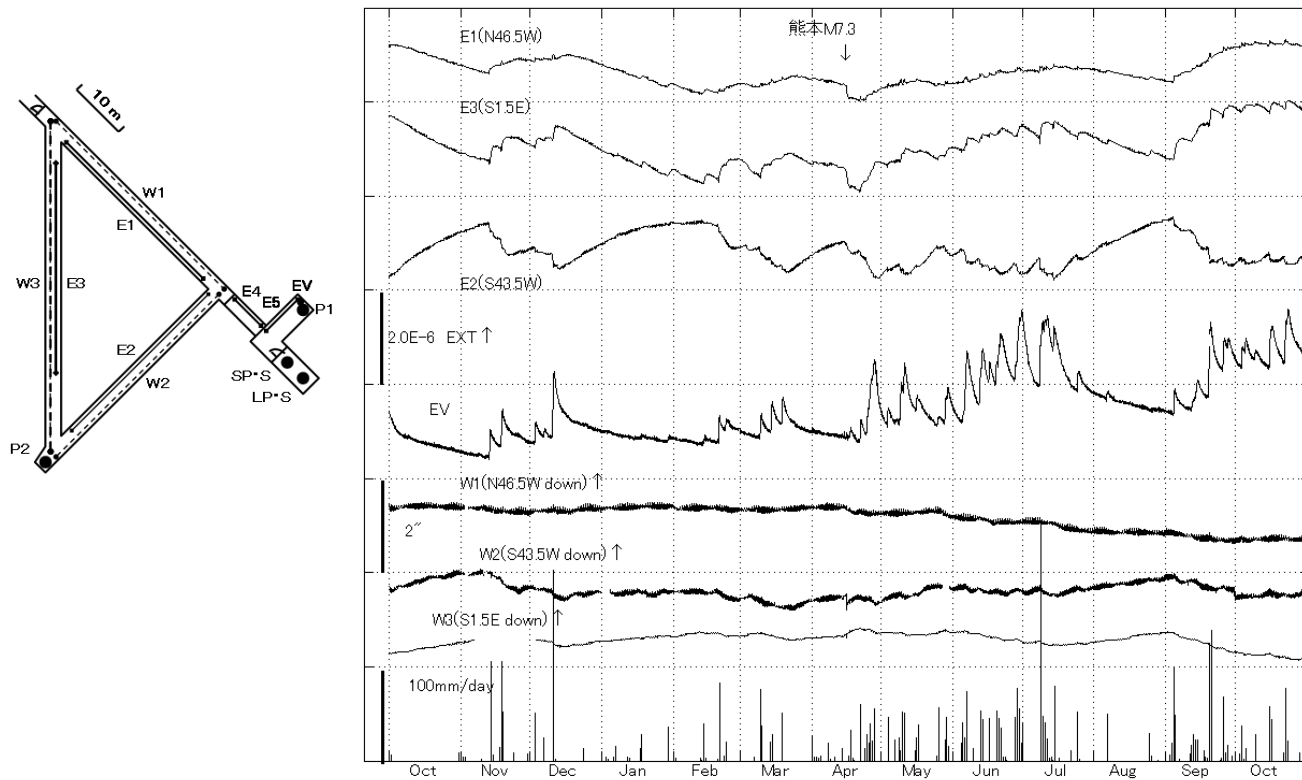 10 m
W1
E1
W3
E3
E4
E5
EV
P1
E2
W2
SP・S
LP・S
P2
E1(N46.5W)
熊本M7.3
↓
E3(S1.5E)
E2(S43.5W)
2.0E-6 EXT↑
EV
W1(N46.5W down)↑
2″
W2(S43.5W down)↑
W3(S1.5E down)↑
100mm/day
Oct Nov Dec Jan Feb Mar Apr May Jun Jul Aug Sep Oct